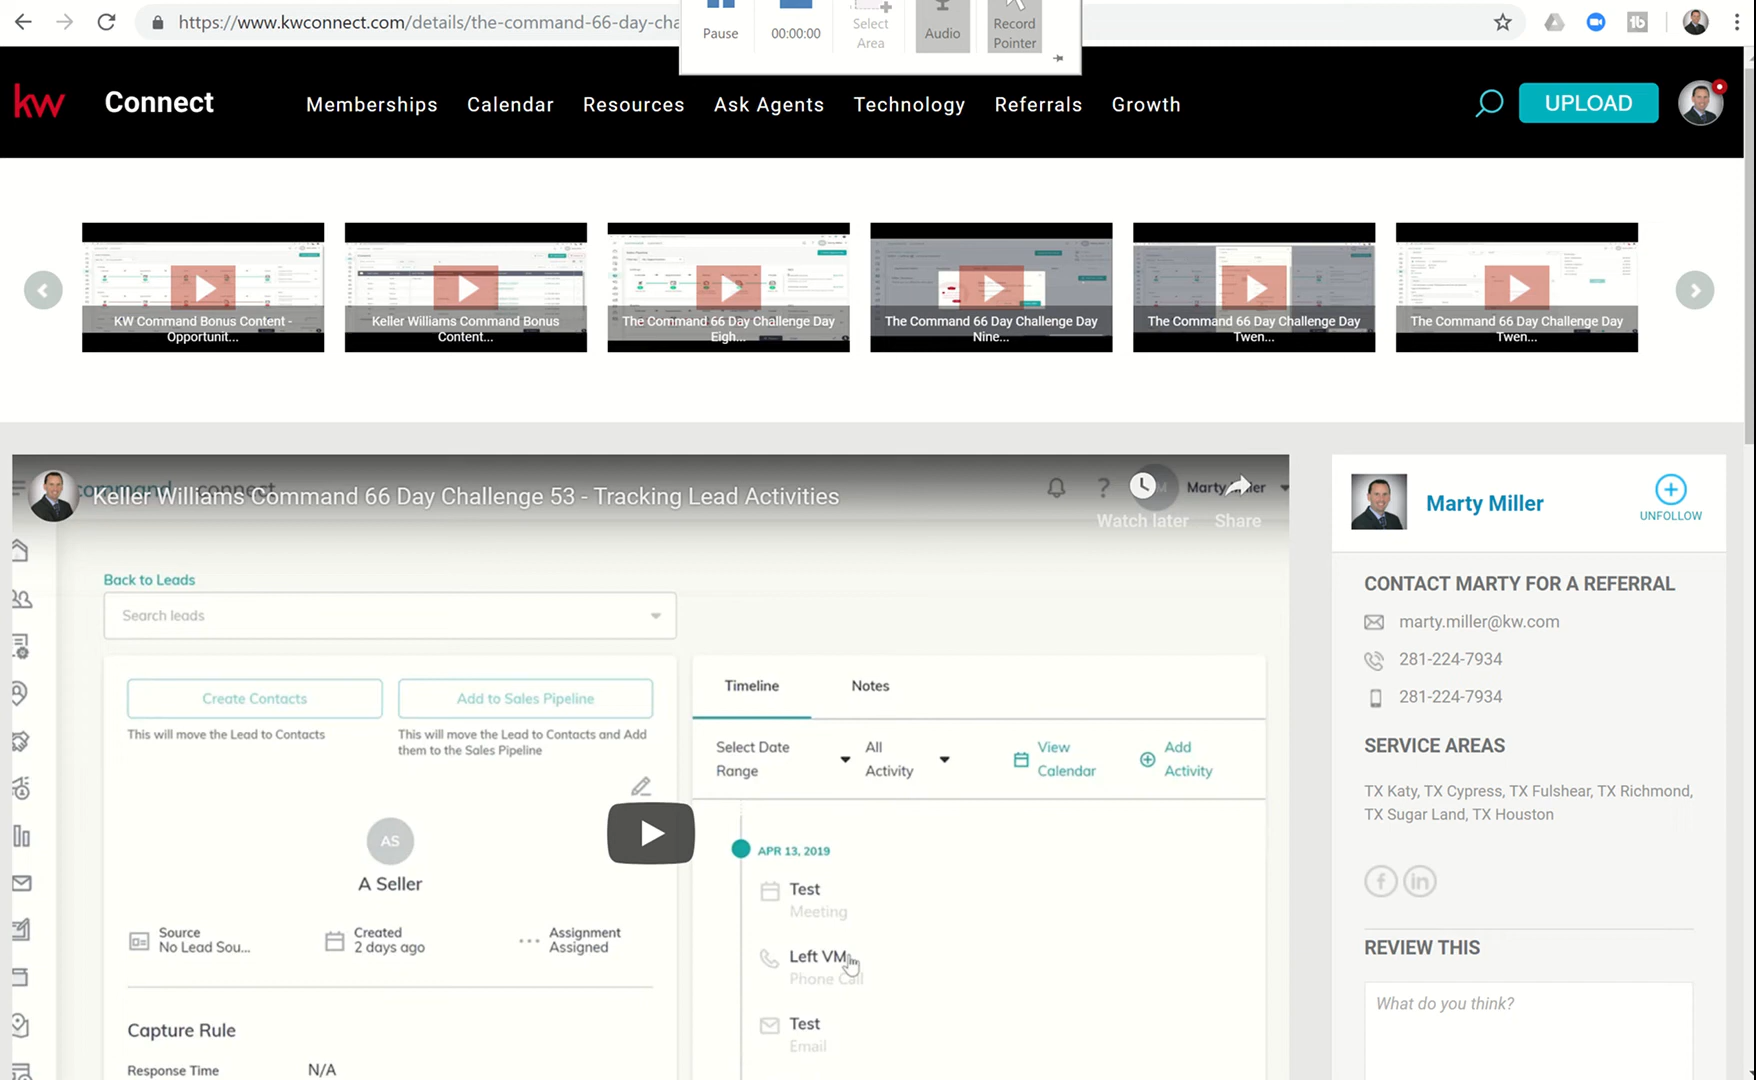 https://www.kwconnect.com/details/the-command-66-day-cha
Pause
00:00:00
Select
Area
Audio
Record
Pointer
kw Connect
Memberships Calendar Resources Ask Agents Technology Referrals Growth
UPLOAD
KW Command Bonus Content -
Opportunit...
Keller Williams Command Bonus
Content...
The Command 66 Day Challenge Day
Eigh...
The Command 66 Day Challenge Day
Nine...
The Command 66 Day Challenge Day
Twen...
The Command 66 Day Challenge Day
Twen...
Keller Williams Command 66 Day Challenge 53 - Tracking Lead Activities
Watch later
Share
Back to Leads
Search leads
Create Contacts
This will move the Lead to Contacts
Add to Sales Pipeline
This will move the Lead to Contacts and Add
them to the Sales Pipeline
AS
A Seller
Source
No Lead Sou...
Created
2 days ago
Assignment
Assigned
Capture Rule
Response Time N/A
Timeline Notes
Select Date
Range
All
Activity
View
Calendar
Add
Activity
APR 13, 2019
Test
Meeting
Left VM
Phone Call
Test
Email
Marty Miller
UNFOLLOW
CONTACT MARTY FOR A REFERRAL
marty.miller@kw.com
281-224-7934
281-224-7934
SERVICE AREAS
TX Katy, TX Cypress, TX Fulshear, TX Richmond,
TX Sugar Land, TX Houston
REVIEW THIS
What do you think?